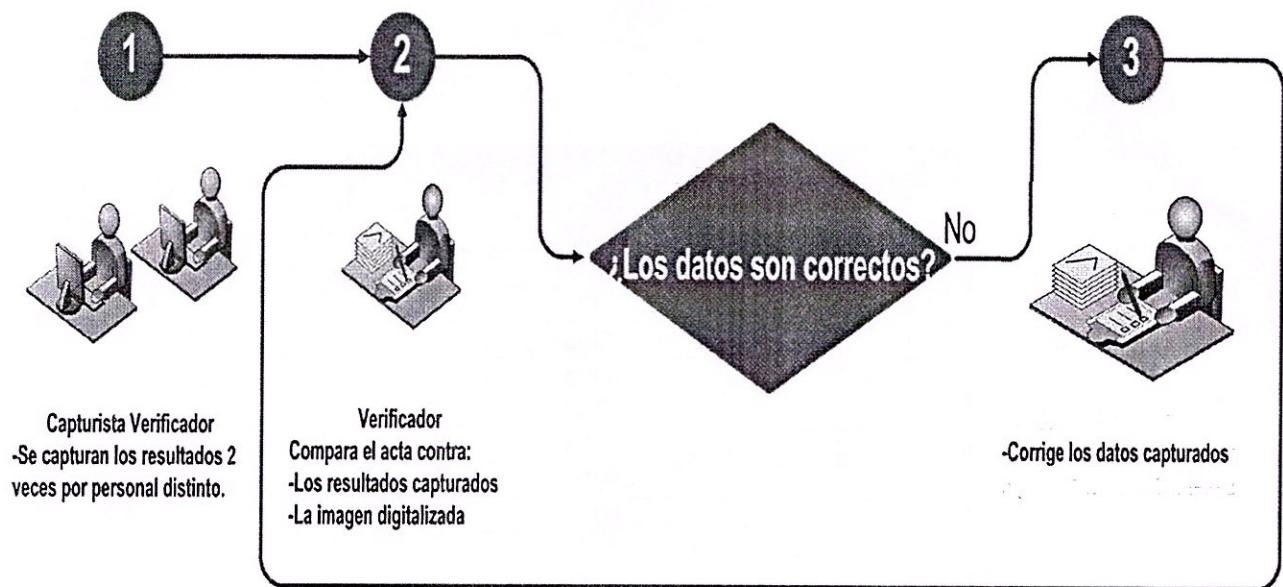 1
2
3
¿Los datos son correctos?
No
Capturista Verificador
-Se capturan los resultados 2
veces por personal distinto.
Verificador
Compara el acta contra:
-Los resultados capturados
-La imagen digitalizada
-Corrige los datos capturados